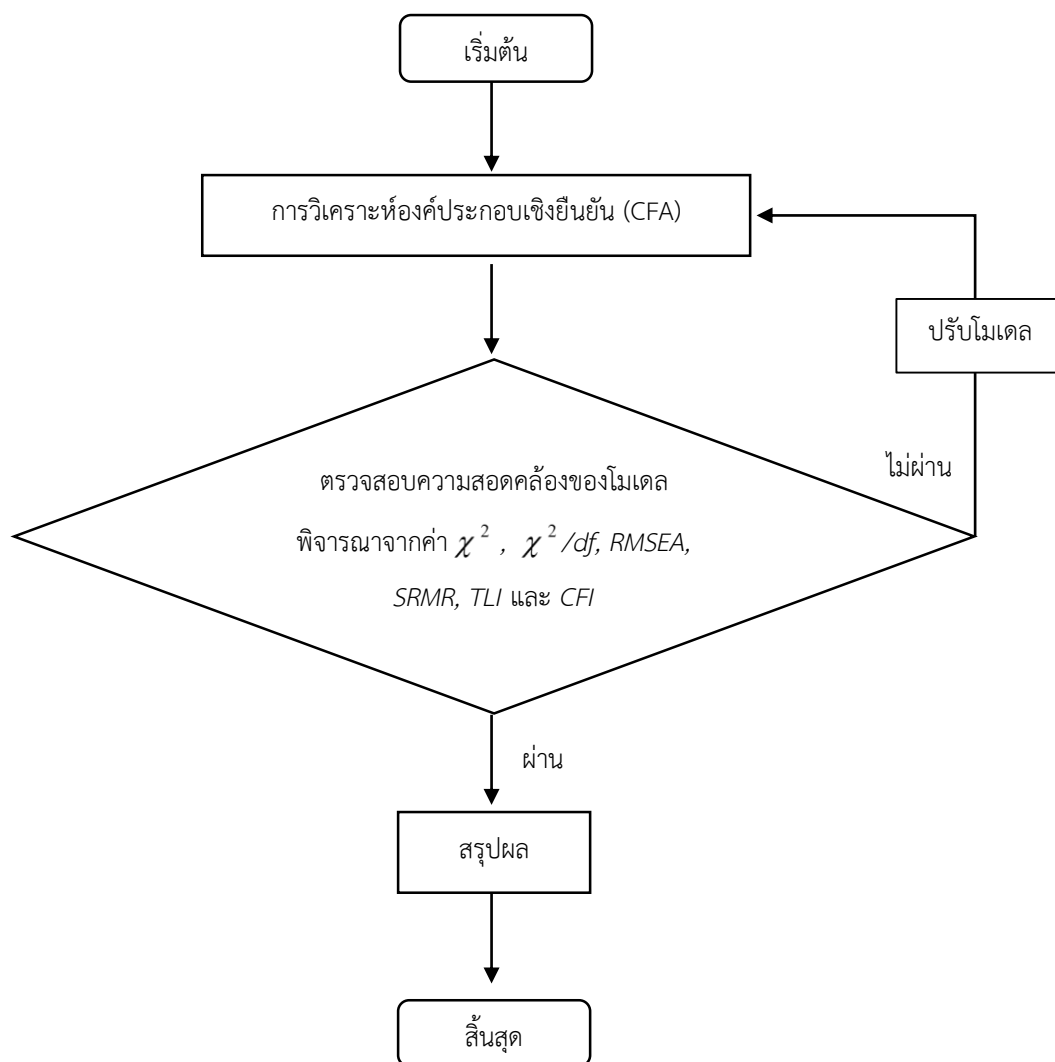 เริ่มต้น
การวิเคราะห์องค์ประกอบเชิงยืนยัน (CFA)
ปรับโมเดล
ไม่ผ่าน
ตรวจสอบความสอดคล้องของโมเดล
พิจารณาจากค่า χ², χ²/df, RMSEA,
SRMR, TLI และ CFI
ผ่าน
สรุปผล
สิ้นสุด